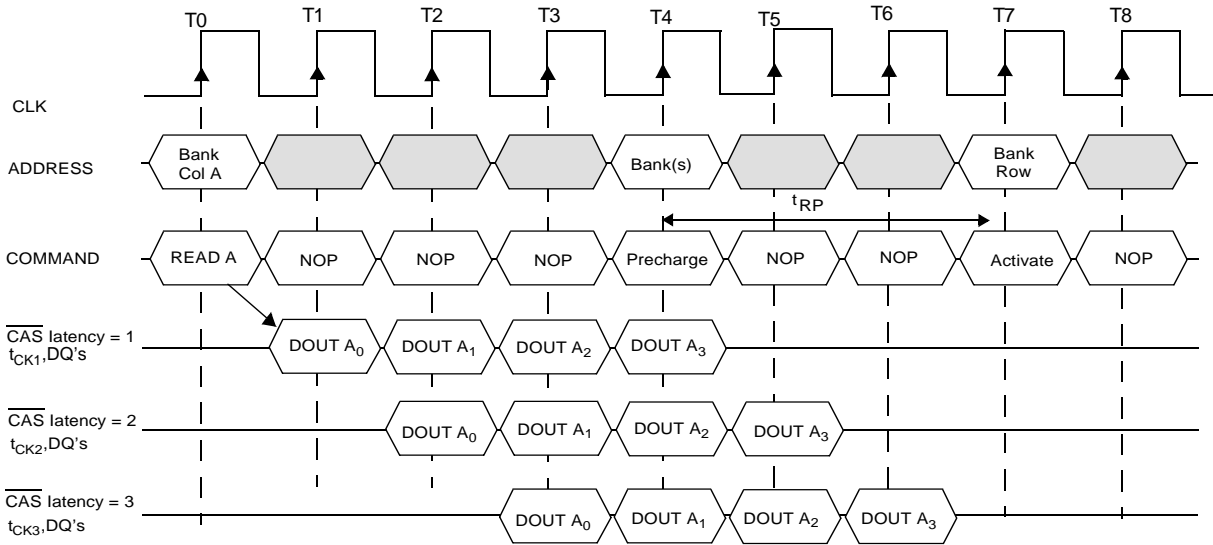 T0 T1 T2 T3 T4 T5 T6 T7 T8
CLK
ADDRESS Bank Col A Bank(s) Bank Row
tRP
COMMAND READ A NOP NOP NOP Precharge NOP NOP Activate NOP
CAS latency = 1
tCK1,DQ's DOUT A0 DOUT A1 DOUT A2 DOUT A3
CAS latency = 2
tCK2,DQ's DOUT A0 DOUT A1 DOUT A2 DOUT A3
CAS latency = 3
tCK3,DQ's DOUT A0 DOUT A1 DOUT A2 DOUT A3